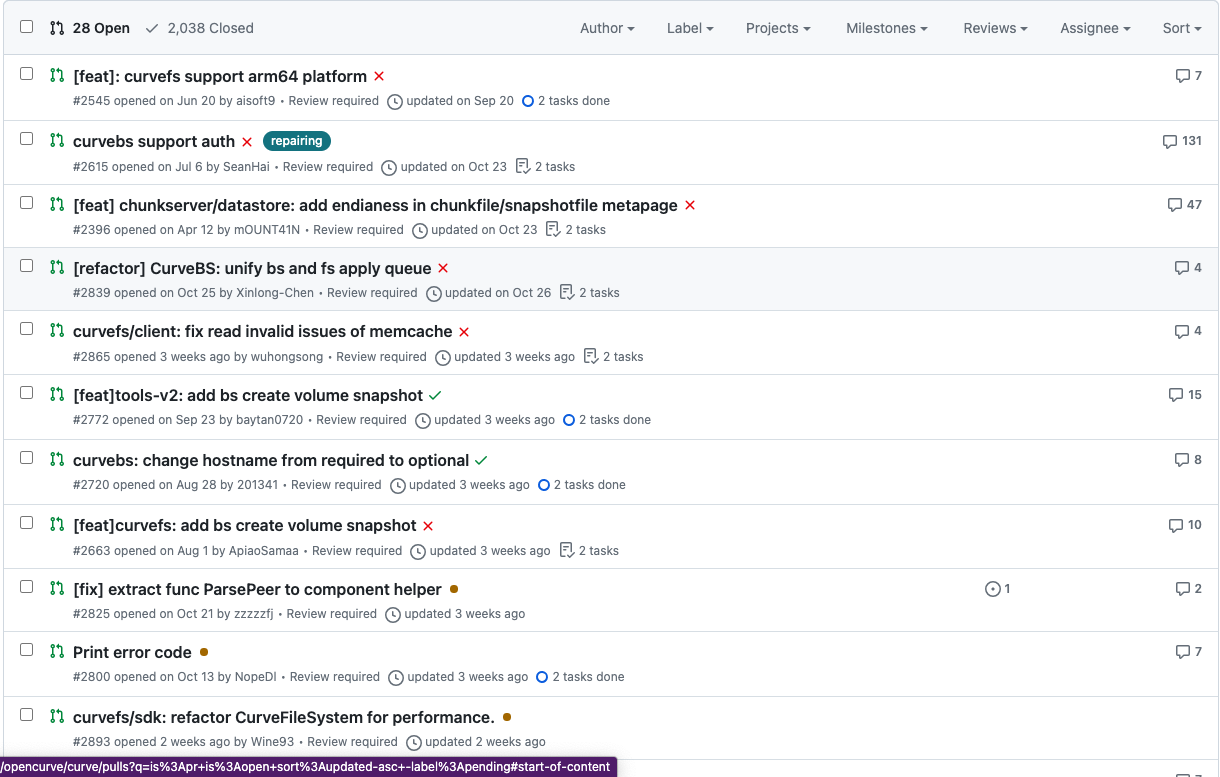 28 Open 2,038 Closed Author Label Projects Milestones Reviews Assignee Sort
[feat]: curvefs support arm64 platform 7
#2545 opened on Jun 20 by aisoft9 • Review required updated on Sep 20 2 tasks done
curvebs support auth repairing 131
#2615 opened on Jul 6 by SeanHai • Review required updated on Oct 23 2 tasks
[feat] chunkserver/datastore: add endianess in chunkfile/snapshotfile metapage 47
#2396 opened on Apr 12 by mOUNT41N • Review required updated on Oct 23 2 tasks
[refactor] CurveBS: unify bs and fs apply queue 4
#2839 opened on Oct 25 by Xinlong-Chen • Review required updated on Oct 26 2 tasks
curvefs/client: fix read invalid issues of memcache 4
#2865 opened 3 weeks ago by wuhongsong • Review required updated 3 weeks ago 2 tasks
[feat]tools-v2: add bs create volume snapshot 15
#2772 opened on Sep 23 by baytan0720 • Review required updated 3 weeks ago 2 tasks done
curvebs: change hostname from required to optional 8
#2720 opened on Aug 28 by 201341 • Review required updated 3 weeks ago 2 tasks done
[feat]curvefs: add bs create volume snapshot 10
#2663 opened on Aug 1 by ApiaoSamaa • Review required updated 3 weeks ago 2 tasks
[fix] extract func ParsePeer to component helper 1 2
#2825 opened on Oct 21 by zzzzzfj • Review required updated 3 weeks ago
Print error code 7
#2800 opened on Oct 13 by NopeDl • Review required updated 3 weeks ago 2 tasks done
curvefs/sdk: refactor CurveFileSystem for performance.
#2893 opened 2 weeks ago by Wine93 • Review required updated 2 weeks ago
/opencurve/curve/pulls?q=is%3Apr+is%3Aopen+sort%3Aupdated-asc+-label%3Apending#start-of-content